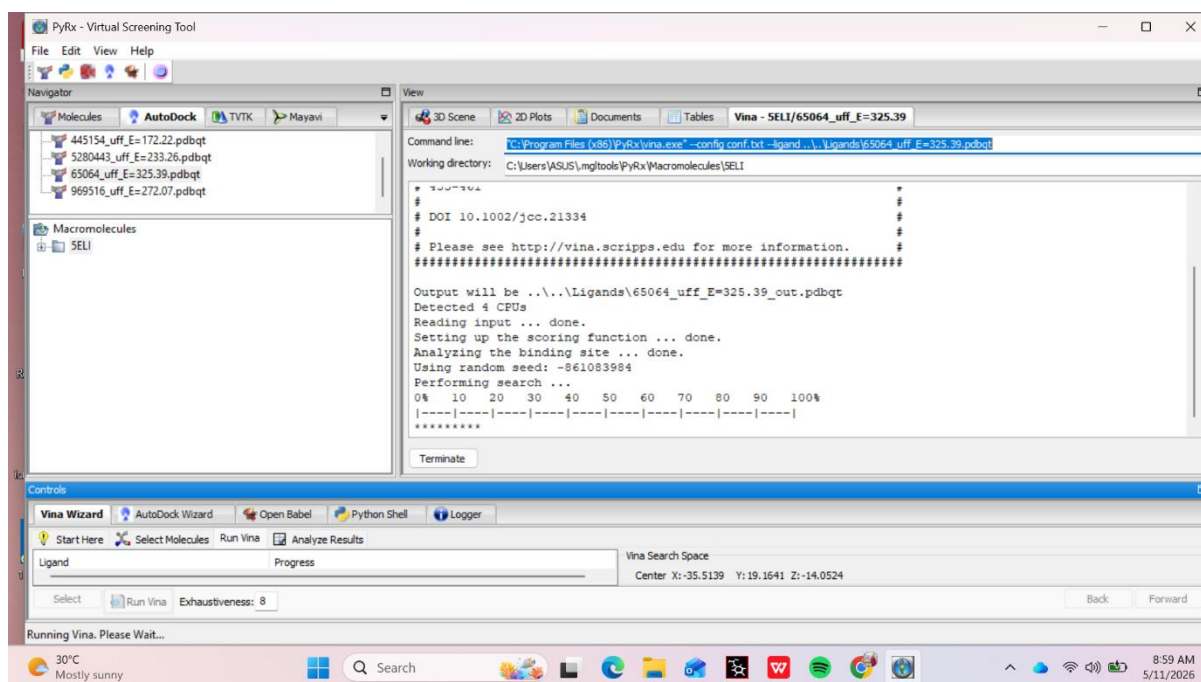 PyRx - Virtual Screening Tool
File Edit View Help
Navigator
View
Molecules AutoDock TVTK Mayavi
3D Scene 2D Plots Documents Tables Vina - 5ELI/65064_uff_E=325.39
445154_uff_E=172.22.pdbqt
5280443_uff_E=233.26.pdbqt
65064_uff_E=325.39.pdbqt
969516_uff_E=272.07.pdbqt
Macromolecules
5ELI
Command line: "C:\Program Files (x86)\PyRx\vina.exe" --config conf.txt --ligand ..\..\Ligands\65064_uff_E=325.39.pdbqt
Working directory: C:\Users\ASUS\.mgltools\PyRx\Macromolecules\5ELI
# 455-461 #
# #
# DOI 10.1002/jcc.21334 #
# #
# Please see http://vina.scripps.edu for more information. #
#################################################################
Output will be ..\..\Ligands\65064_uff_E=325.39_out.pdbqt
Detected 4 CPUs
Reading input ... done.
Setting up the scoring function ... done.
Analyzing the binding site ... done.
Using random seed: -861083984
Performing search ...
0% 10 20 30 40 50 60 70 80 90 100%
|----|----|----|----|----|----|----|----|----|----|
*********
Terminate
Controls
Vina Wizard AutoDock Wizard Open Babel Python Shell Logger
Start Here Select Molecules Run Vina Analyze Results
Ligand Progress
Vina Search Space
Center X:-35.5139 Y:19.1641 Z:-14.0524
Select Run Vina Exhaustiveness: 8 Back Forward
Running Vina. Please Wait...
30°C
Mostly sunny
Search
8:59 AM
5/11/2026